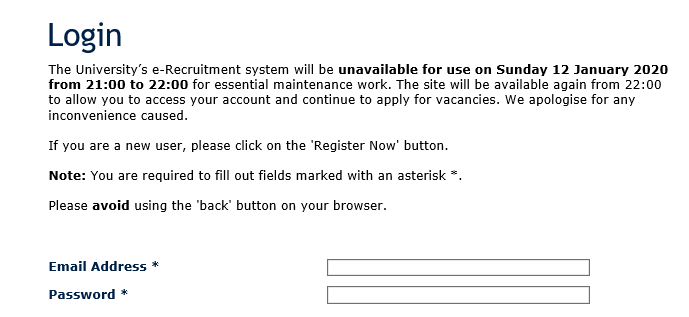 Login
The University's e-Recruitment system will be unavailable for use on Sunday 12 January 2020
from 21:00 to 22:00 for essential maintenance work. The site will be available again from 22:00
to allow you to access your account and continue to apply for vacancies. We apologise for any
inconvenience caused.
If you are a new user, please click on the 'Register Now' button.
Note: You are required to fill out fields marked with an asterisk *.
Please avoid using the 'back' button on your browser.
Email Address *
Password *